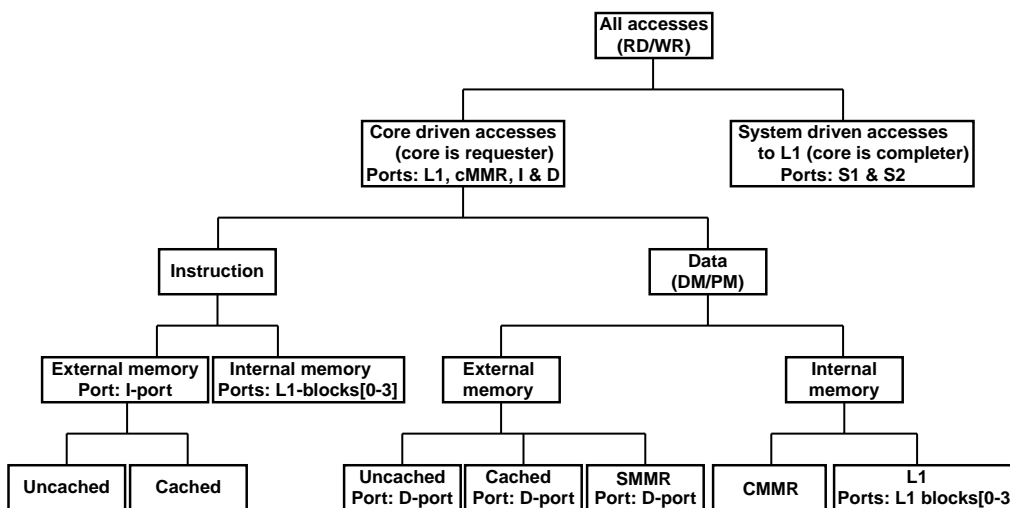 All accesses
(RD/WR)
Core driven accesses
(core is requester)
Ports: L1, cMMR, I & D
System driven accesses
to L1 (core is completer)
Ports: S1 & S2
Instruction
Data
(DM/PM)
External memory
Port: I-port
Internal memory
Ports: L1-blocks[0-3]
External
memory
Internal
memory
Uncached
Cached
Uncached
Port: D-port
Cached
Port: D-port
SMMR
Port: D-port
CMMR
L1
Ports: L1 blocks[0-3